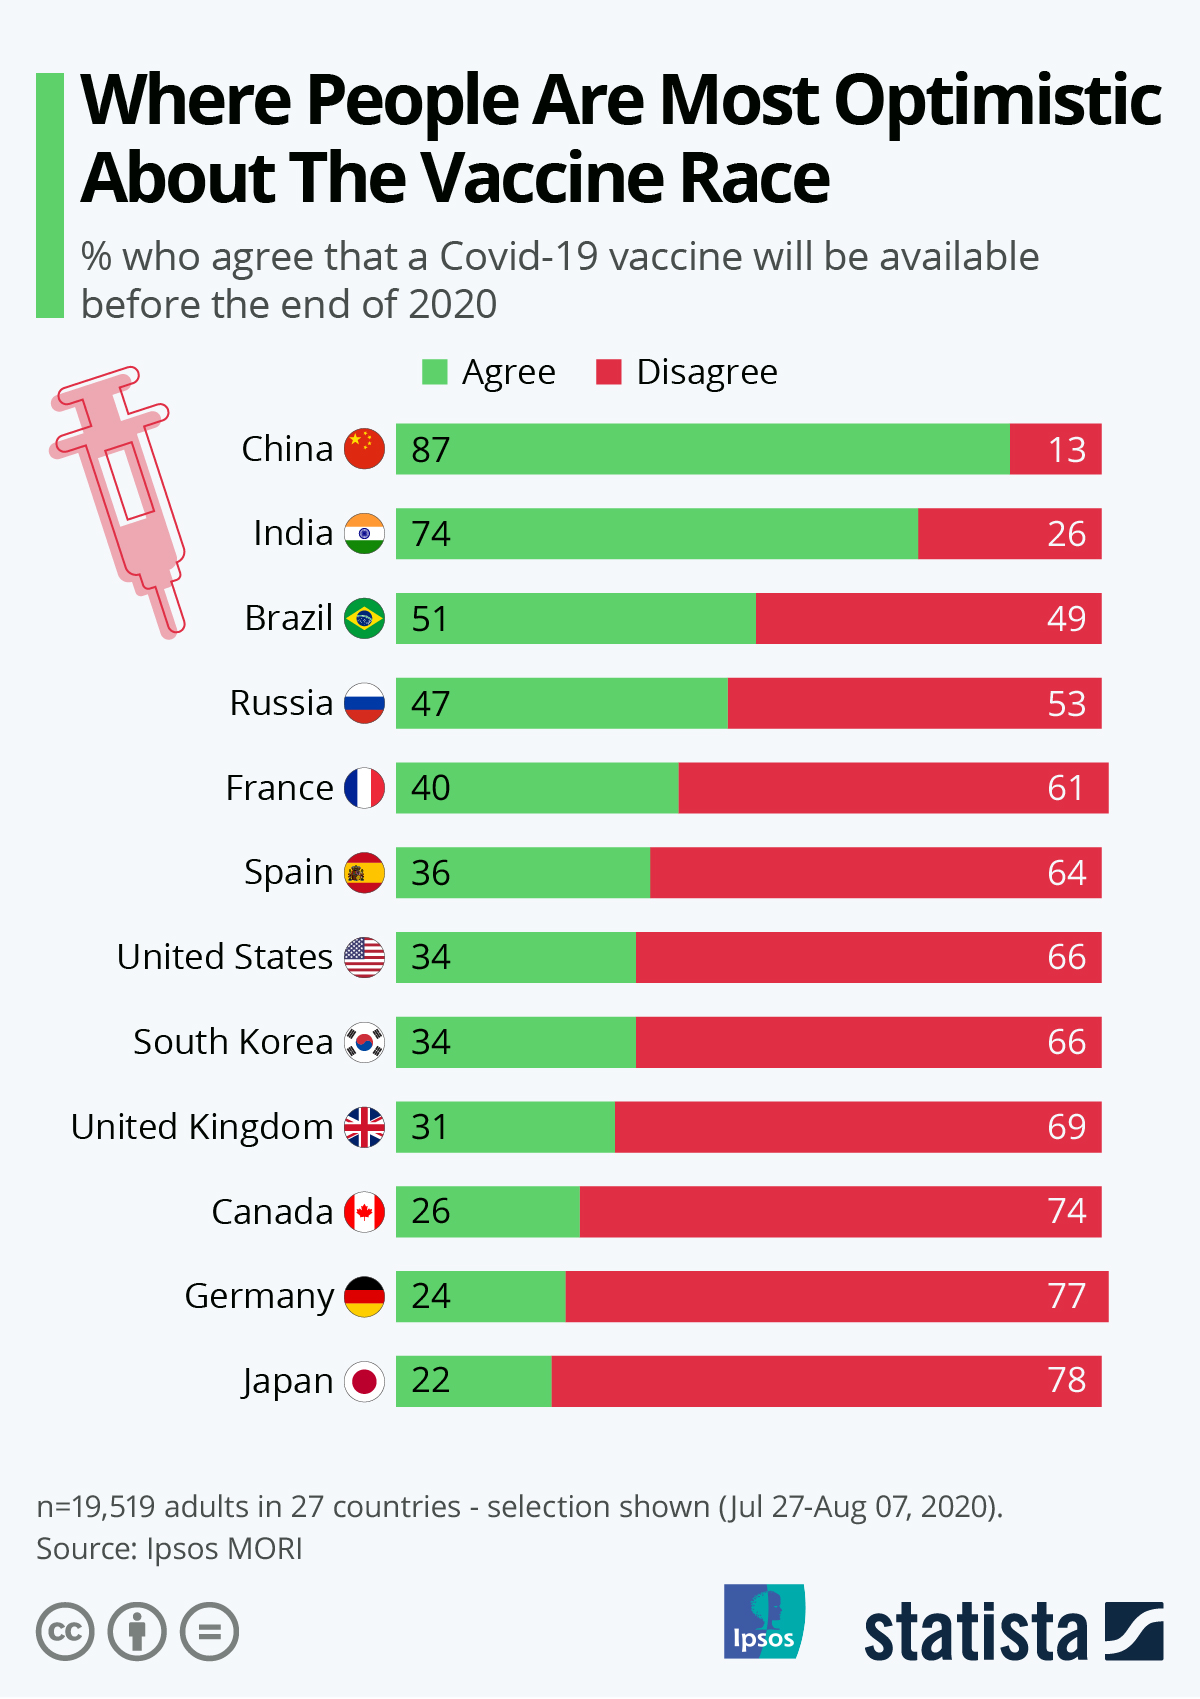 Where People Are Most Optimistic
About The Vaccine Race
% who agree that a Covid-19 vaccine will be available
before the end of 2020
Agree Disagree
China 87 13
India 74 26
Brazil 51 49
Russia 47 53
France 40 61
Spain 36 64
United States 34 66
South Korea 34 66
United Kingdom 31 69
Canada 26 74
Germany 24 77
Japan 22 78
n=19,519 adults in 27 countries - selection shown (Jul 27-Aug 07, 2020).
Source: Ipsos MORI
cc
Ipsos
statista